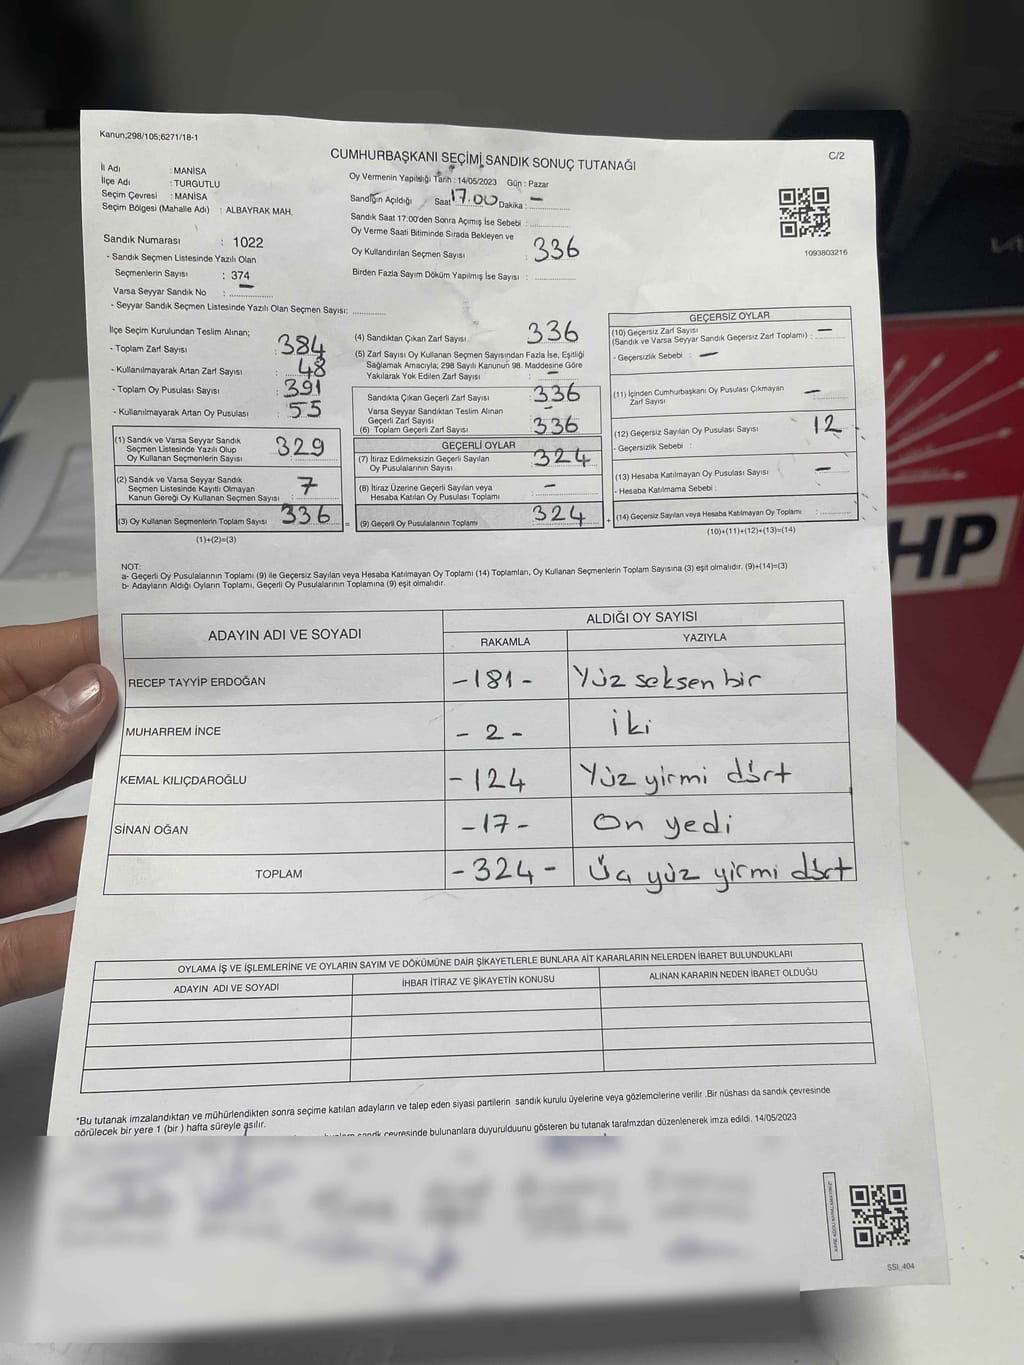 Kanun;298/105;6271/18-1
C/2
CUMHURBAŞKANI SEÇİMİ SANDIK SONUÇ TUTANAĞI
İl Adı : MANİSA
İlçe Adı : TURGUTLU
Seçim Çevresi : MANİSA
Seçim Bölgesi (Mahalle Adı) : ALBAYRAK MAH.
Oy Vermenin Yapıldığı Tarih : 14/05/2023 Gün : Pazar
Sandığın Açıldığı Saat 17.00 Dakika : -
Sandık Saat 17:00'den Sonra Açımış İse Sebebi :
Oy Verme Saati Bitiminde Sırada Bekleyen ve
Oy Kullandırılan Seçmen Sayısı : 336
Birden Fazla Sayım Döküm Yapılmış İse Sayısı :
1093803216
Sandık Numarası : 1022
- Sandık Seçmen Listesinde Yazılı Olan
Seçmenlerin Sayısı : 374
Varsa Seyyar Sandık No : -
- Seyyar Sandık Seçmen Listesinde Yazılı Olan Seçmen Sayısı:
İlçe Seçim Kurulundan Teslim Alınan;
- Toplam Zarf Sayısı : 384
- Kullanılmayarak Artan Zarf Sayısı : 48
- Toplam Oy Pusulası Sayısı : 391
- Kullanılmayarak Artan Oy Pusulası : 55
(1) Sandık ve Varsa Seyyar Sandık
Seçmen Listesinde Yazılı Olup
Oy Kullanan Seçmenlerin Sayısı : 329
(2) Sandık ve Varsa Seyyar Sandık
Seçmen Listesinde Kayıtlı Olmayan
Kanun Gereği Oy Kullanan Seçmen Sayısı : 7
(3) Oy Kullanan Seçmenlerin Toplam Sayısı : 336
(1)+(2)=(3)
(4) Sandıktan Çıkan Zarf Sayısı : 336
(5) Zarf Sayısı Oy Kullanan Seçmen Sayısından Fazla İse, Eşitliği
Sağlamak Amacıyla; 298 Sayılı Kanunun 98. Maddesine Göre
Yakılarak Yok Edilen Zarf Sayısı : -
Sandıkta Çıkan Geçerli Zarf Sayısı : 336
Varsa Seyyar Sandıktan Teslim Alınan
Geçerli Zarf Sayısı : -
(6) Toplam Geçerli Zarf Sayısı : 336
GEÇERLİ OYLAR
(7) İtiraz Edilmeksizin Geçerli Sayılan
Oy Pusulalarının Sayısı : 324
(8) İtiraz Üzerine Geçerli Sayılan veya
Hesaba Katılan Oy Pusulası Toplamı : -
(9) Geçerli Oy Pusulalarının Toplamı : 324
GEÇERSİZ OYLAR
(10) Geçersiz Zarf Sayısı
(Sandık ve Varsa Seyyar Sandık Geçersiz Zarf Toplamı) : -
- Geçersizlik Sebebi : -
(11) İçinden Cumhurbaşkanı Oy Pusulası Çıkmayan
Zarf Sayısı : -
(12) Geçersiz Sayılan Oy Pusulası Sayısı : 12
- Geçersizlik Sebebi :
(13) Hesaba Katılmayan Oy Pusulası Sayısı : -
- Hesaba Katılmama Sebebi :
(14) Geçersiz Sayılan veya Hesaba Katılmayan Oy Toplamı :
(10)+(11)+(12)+(13)=(14)
HP
NOT:
a- Geçerli Oy Pusulalarının Toplamı (9) ile Geçersiz Sayılan veya Hesaba Katılmayan Oy Toplamı (14) Toplamları, Oy Kullanan Seçmenlerin Toplam Sayısına (3) eşit olmalıdır. (9)+(14)=(3)
b- Adayların Aldığı Oyların Toplamı, Geçerli Oy Pusulalarının Toplamına (9) eşit olmalıdır.
ADAYIN ADI VE SOYADI ALDIĞI OY SAYISI
RAKAMLA YAZIYLA
RECEP TAYYİP ERDOĞAN -181- Yüz seksen bir
MUHARREM İNCE -2- iki
KEMAL KILIÇDAROĞLU -124 Yüz yirmi dört
SİNAN OĞAN -17- On yedi
TOPLAM -324- Üç yüz yirmi dört
OYLAMA İŞ VE İŞLEMLERİNE VE OYLARIN SAYIM VE DÖKÜMÜNE DAİR ŞİKAYETLERLE BUNLARA AİT KARARLARIN NELERDEN İBARET BULUNDUKLARI
ADAYIN ADI VE SOYADI İHBAR İTİRAZ VE ŞİKAYETİN KONUSU ALINAN KARARIN NEDEN İBARET OLDUĞU
*Bu tutanak imzalandıktan ve mühürlendikten sonra seçime katılan adayların ve talep eden siyasi partilerin sandık kurulu üyelerine veya gözlemcilerine verilir .Bir nüshası da sandık çevresinde
görülecek bir yere 1 (bir ) hafta süreyle asılır.
çevresinde bulunanlara duyurulduunu gösteren bu tutanak tarafımzdan düzenlenerek imza edildi. 14/05/2023
SSI_404